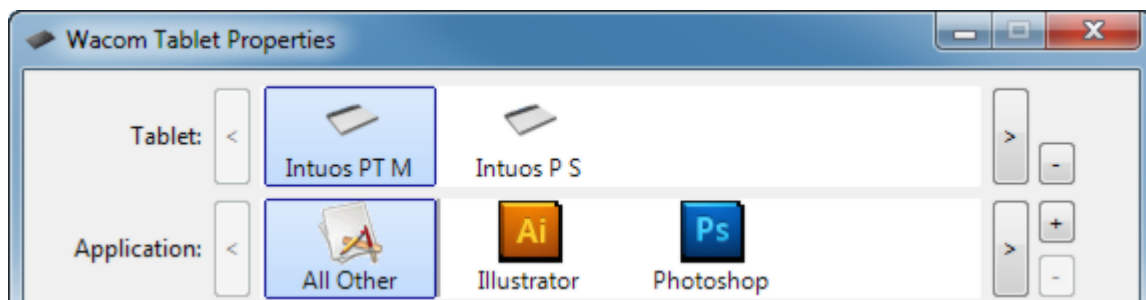 Wacom Tablet Properties
Tablet: < Intuos PT M Intuos P S > -
Application: < All Other Ai Illustrator Ps Photoshop > + -